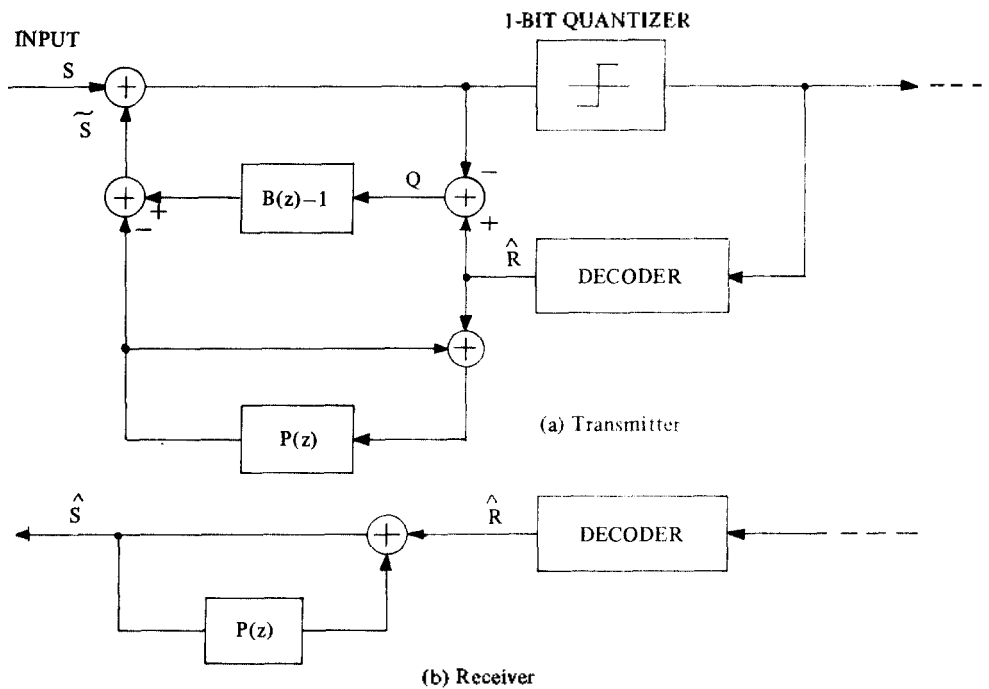 1-BIT QUANTIZER
INPUT
S
S̃
B(z)−1
Q
−
+
+
−
R̂
DECODER
P(z)
(a) Transmitter
Ŝ
R̂
DECODER
P(z)
(b) Receiver